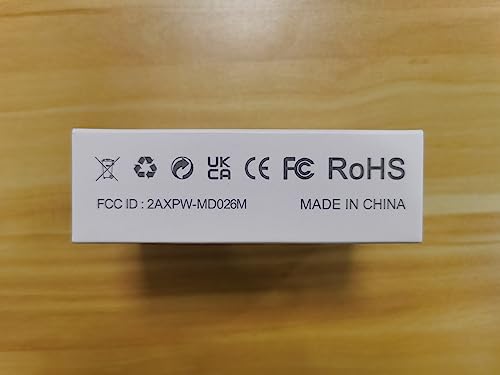 UK CA CE FC RoHS
FCC ID : 2AXPW-MD026M MADE IN CHINA